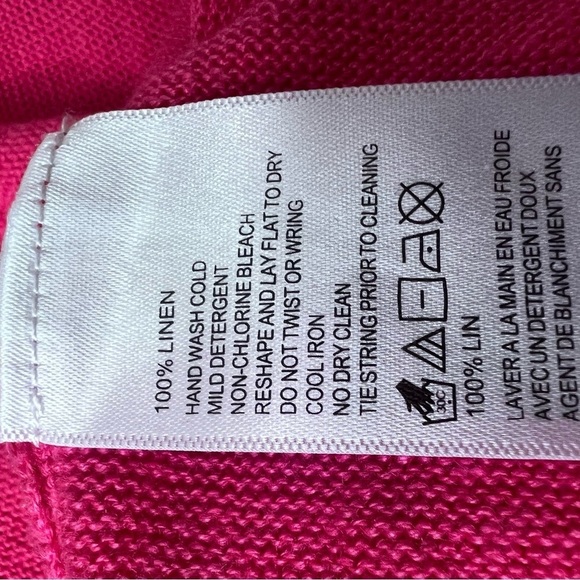 100% LINEN
HAND WASH COLD
MILD DETERGENT
NON-CHLORINE BLEACH
RESHAPE AND LAY FLAT TO DRY
DO NOT TWIST OR WRING
COOL IRON
NO DRY CLEAN
TIE STRING PRIOR TO CLEANING
30C
100% LIN
LAVER A LA MAIN EN EAU FROIDE
AVEC UN DETERGENT DOUX
AGENT DE BLANCHIMENT SANS